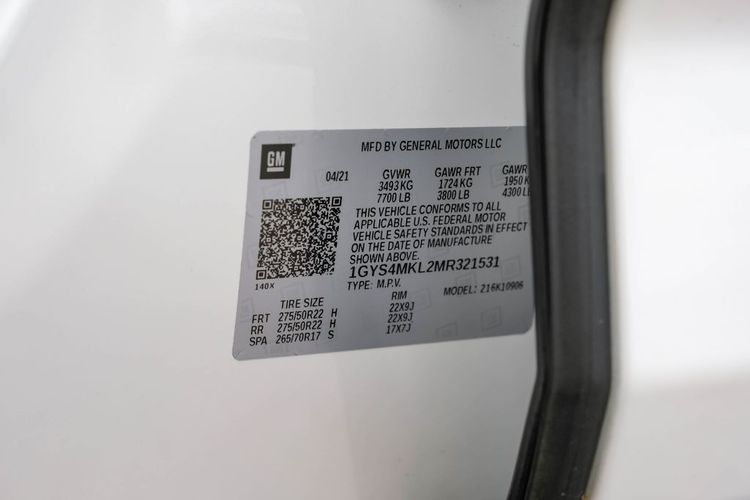 GM
MFD BY GENERAL MOTORS LLC
04/21 GVWR GAWR FRT GAWR
3493 KG 1724 KG 1950 K
7700 LB 3800 LB 4300 L
THIS VEHICLE CONFORMS TO ALL
APPLICABLE U.S. FEDERAL MOTOR
VEHICLE SAFETY STANDARDS IN EFFECT
ON THE DATE OF MANUFACTURE
SHOWN ABOVE.
1GYS4MKL2MR321531
140X
TYPE: M.P.V. MODEL: 216K10906
TIRE SIZE RIM
FRT 275/50R22 H 22X9J
RR 275/50R22 H 22X9J
SPA 265/70R17 S 17X7J